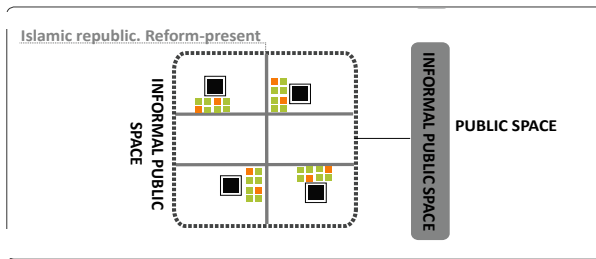 Islamic republic. Reform-present
INFORMAL PUBLIC
SPACE
INFORMAL PUBLIC SPACE
PUBLIC SPACE